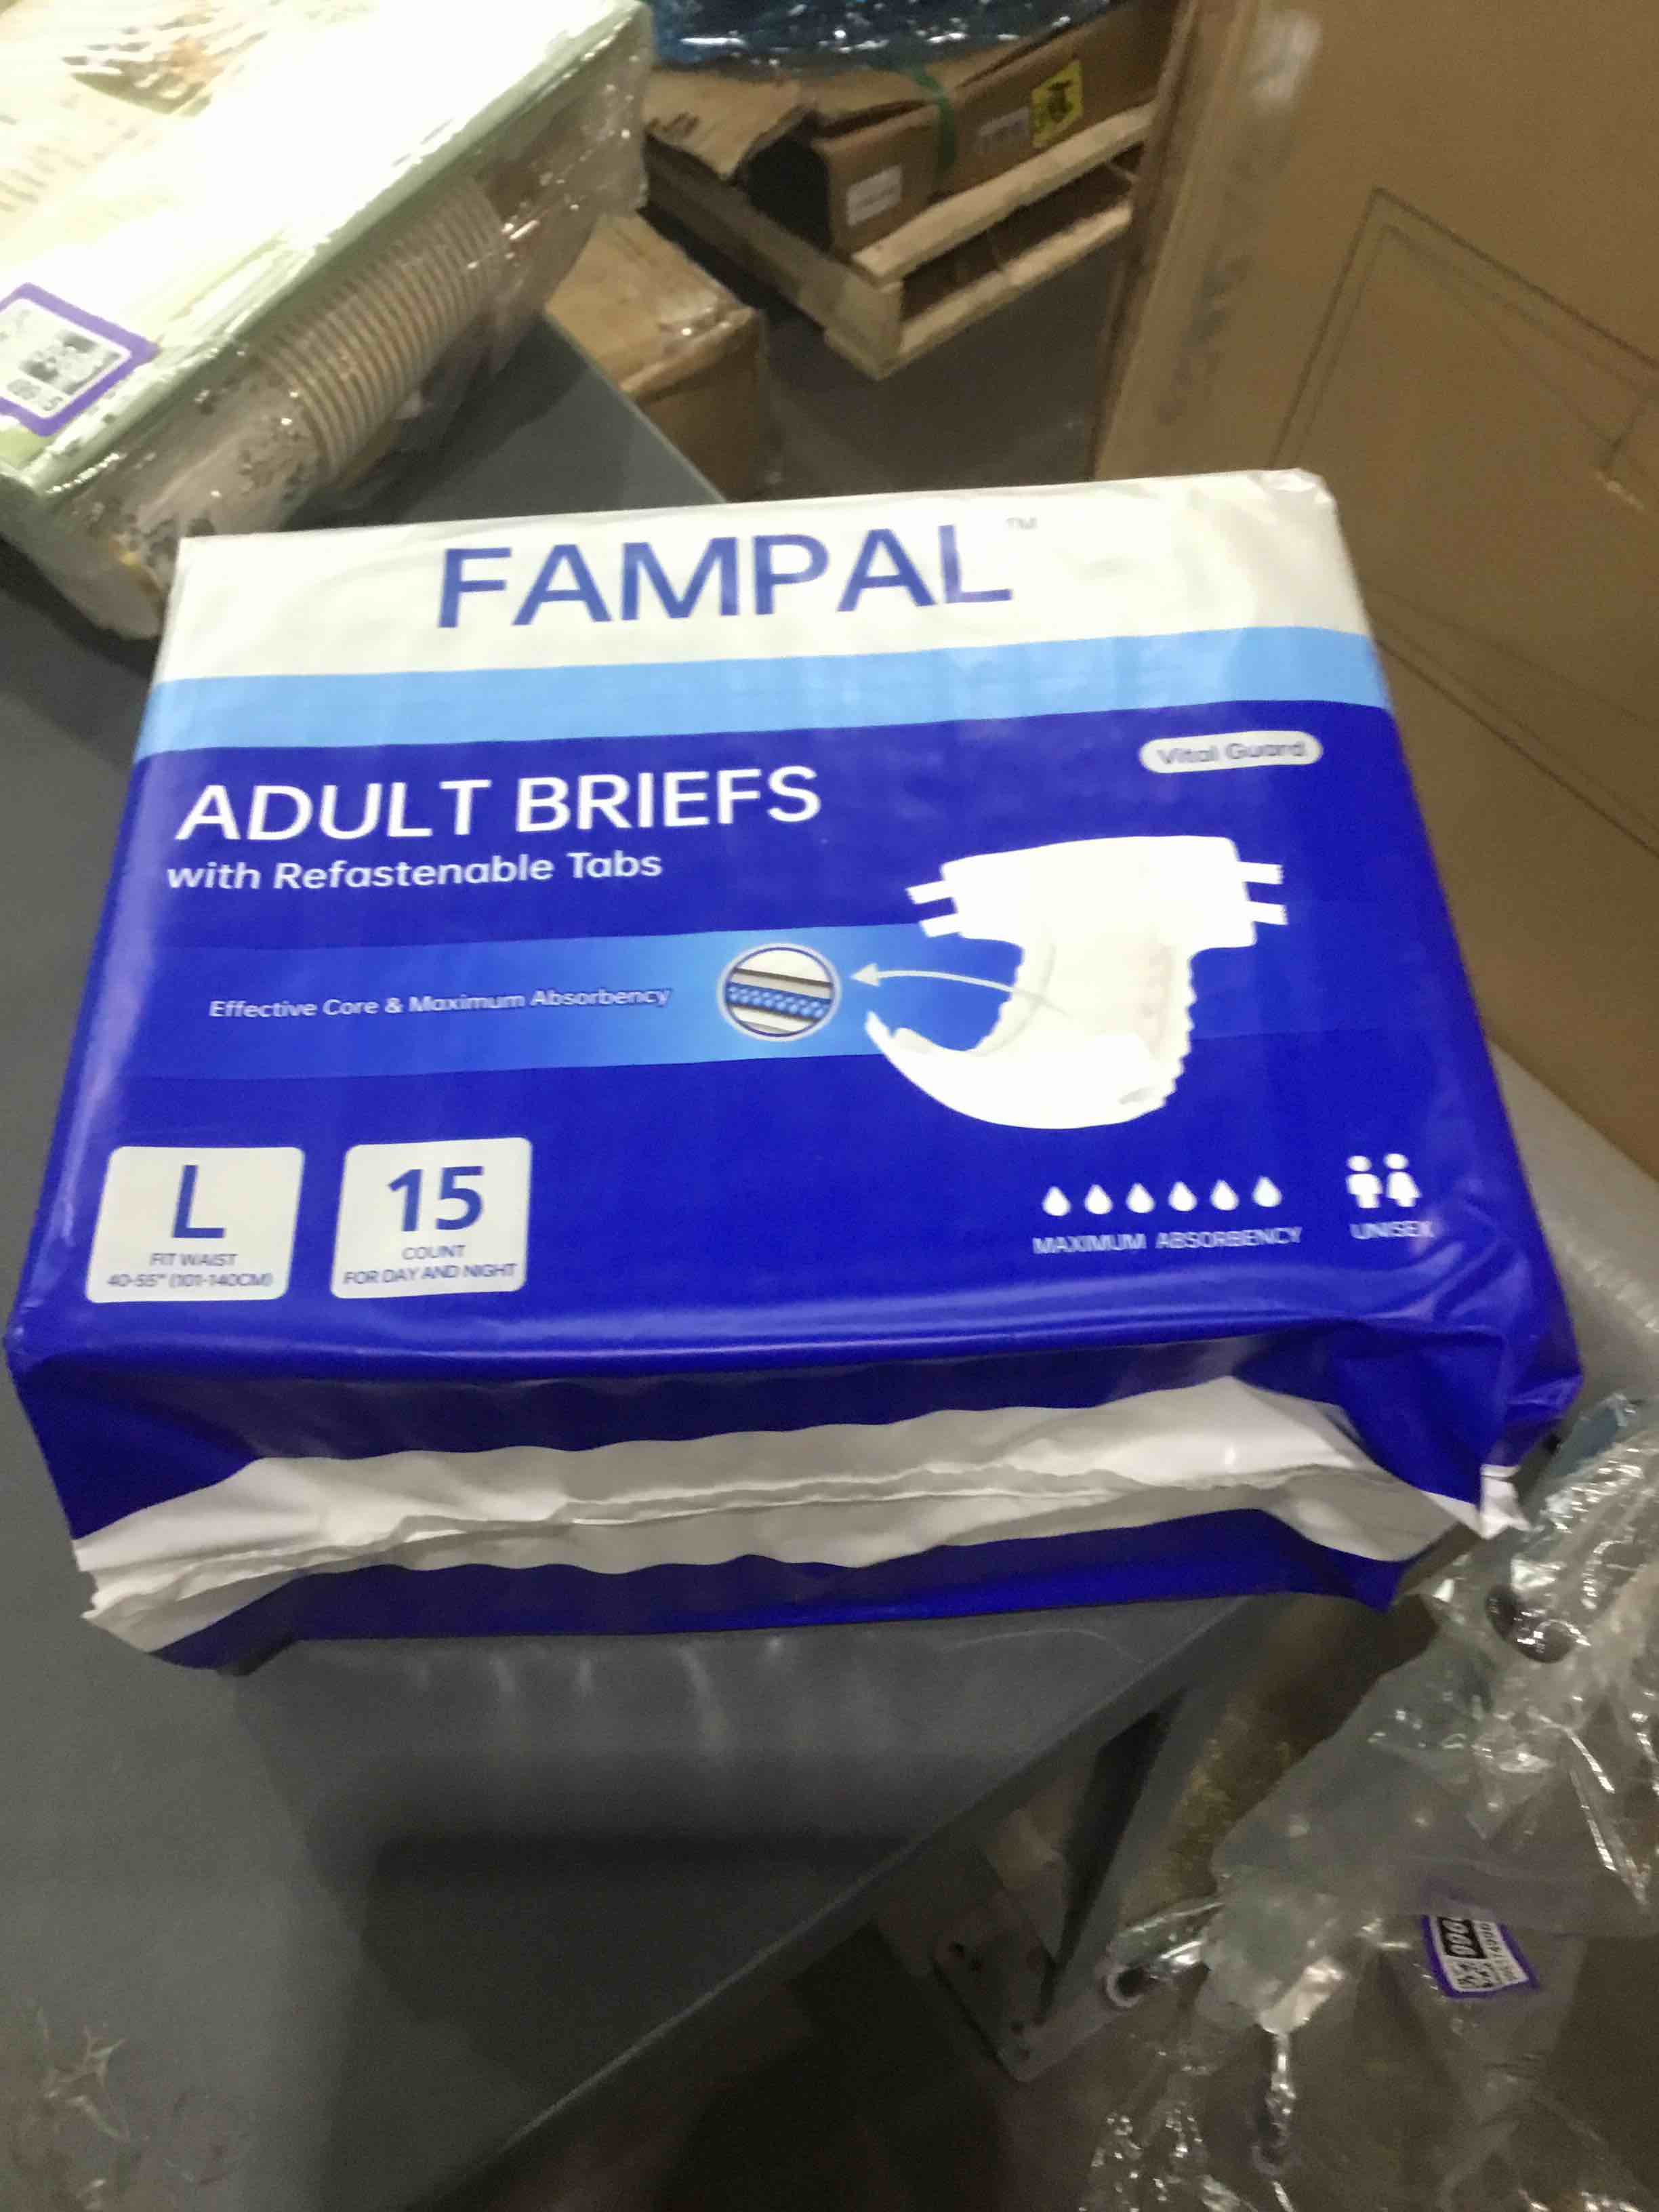 FAMPAL™
Vital Guard
ADULT BRIEFS
with Refastenable Tabs
Effective Core & Maximum Absorbency
L
FIT WAIST
40-55" (101-140CM)
15
COUNT
FOR DAY AND NIGHT
MAXIMUM ABSORBENCY
UNISEX